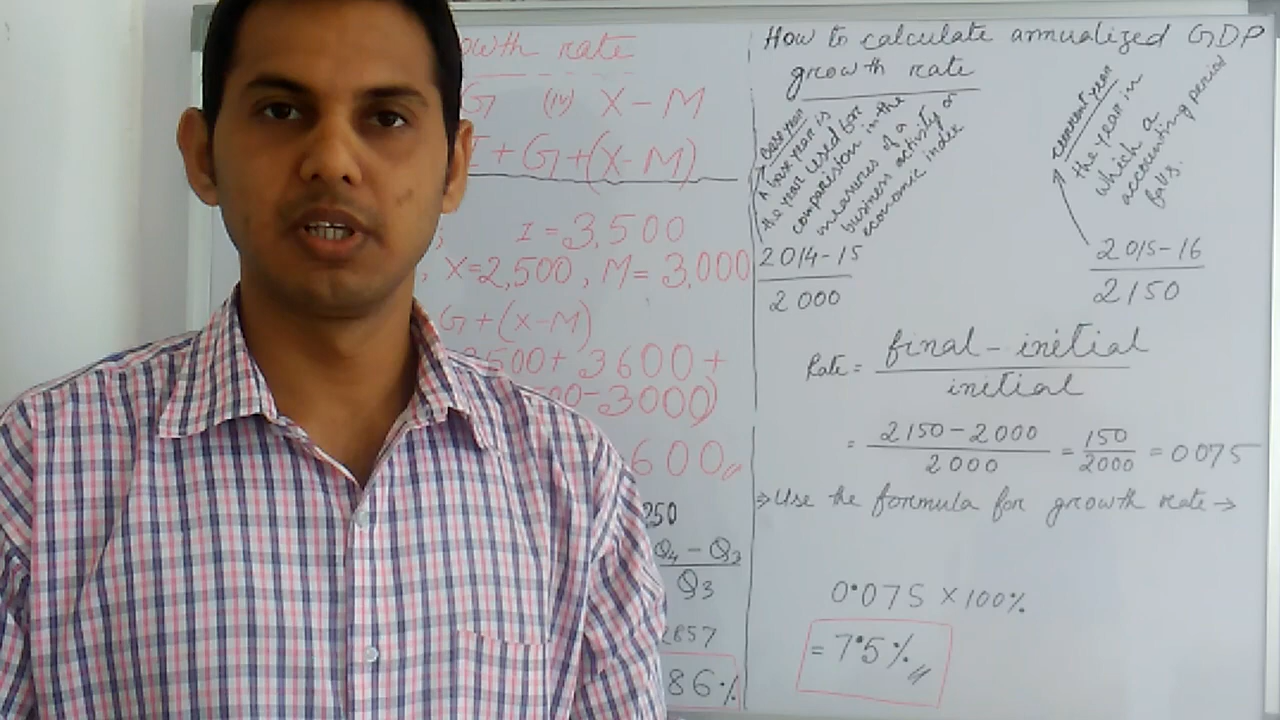 owth rate
G (iv) X - M
I + G + (X - M)
I = 3,500
, X = 2,500, M = 3,000
G + (X - M)
3500 + 3600 +
00 - 3000)
600
250
Q4 - Q3
Q3
2857
86%
How to calculate annualized GDP
growth rate
Base year
A base year is
the year used for
comparision in the
measures of a
business activity or
economic index
current year
the year in
which a
accounting period
falls.
2014-15
2000
2015-16
2150
Rate = final - initial
initial
= 2150 - 2000 = 150 = 0075
2000 2000
⇒ Use the formula for growth rate →
0.075 x 100%
= 7.5%